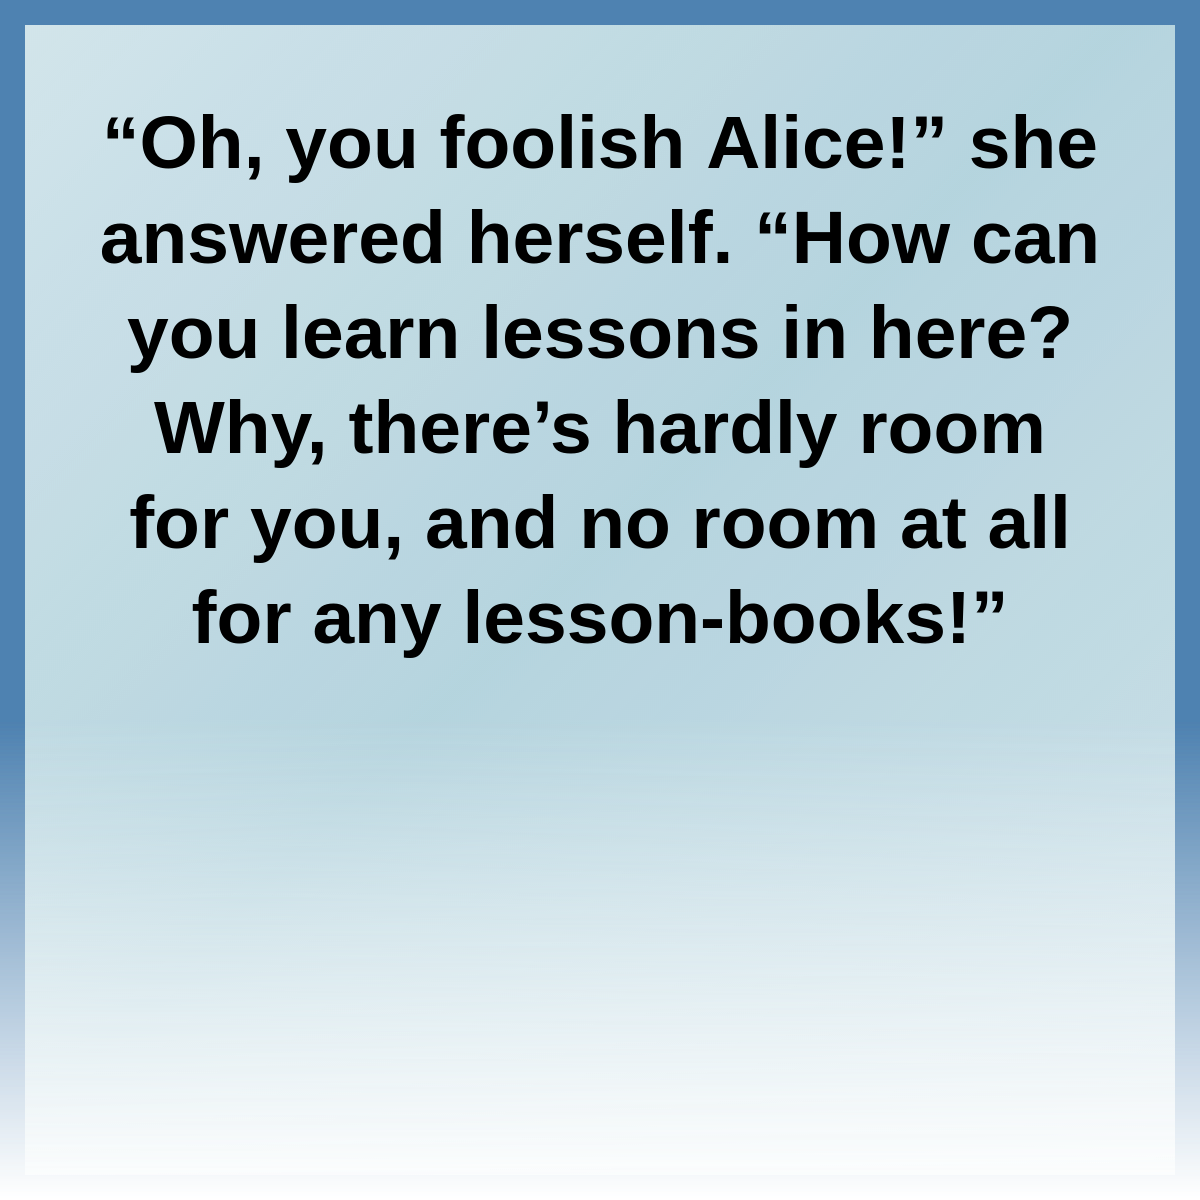 “Oh, you foolish Alice!” she
answered herself. “How can
you learn lessons in here?
Why, there’s hardly room
for you, and no room at all
for any lesson-books!”